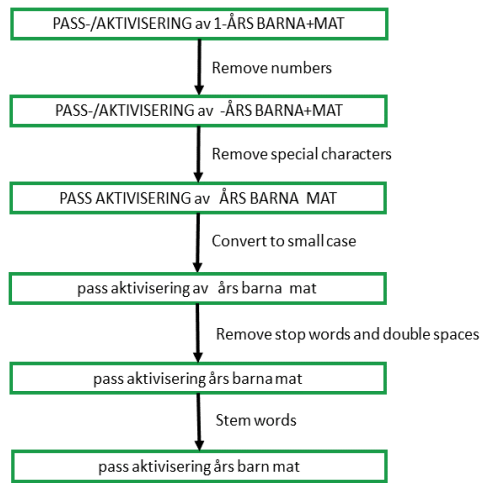 PASS-/AKTIVISERING av 1-ÅRS BARNA+MAT
Remove numbers
PASS-/AKTIVISERING av -ÅRS BARNA+MAT
Remove special characters
PASS AKTIVISERING av ÅRS BARNA MAT
Convert to small case
pass aktivisering av års barna mat
Remove stop words and double spaces
pass aktivisering års barna mat
Stem words
pass aktivisering års barn mat